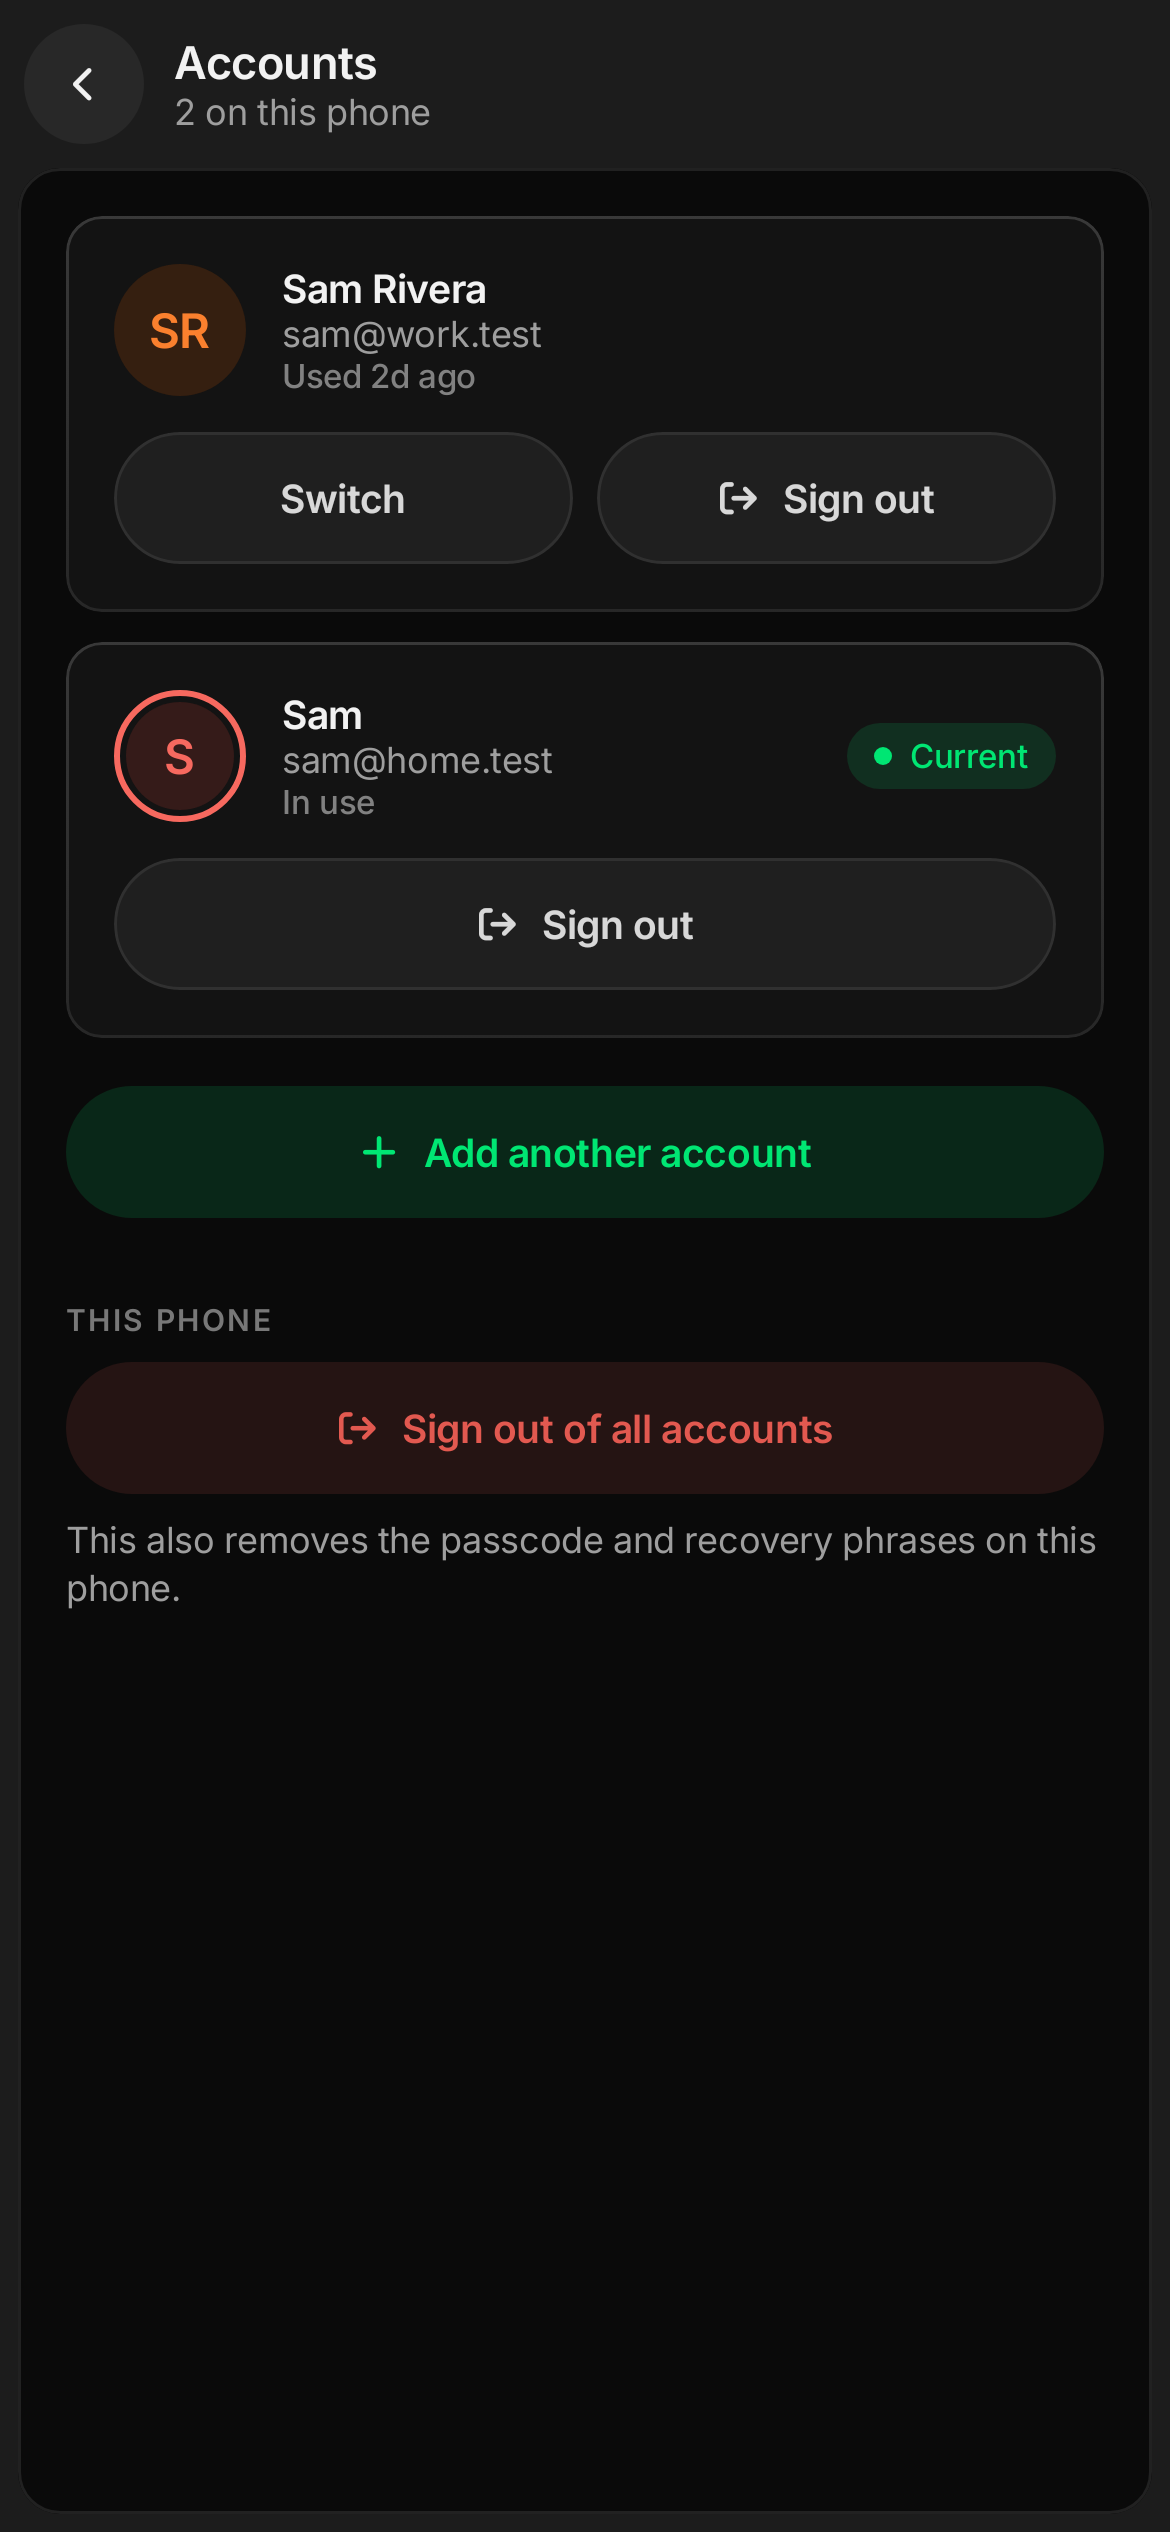 Accounts
2 on this phone
SR
Sam Rivera
sam@work.test
Used 2d ago
Switch
Sign out
S
Sam
sam@home.test
In use
Current
Sign out
Add another account
THIS PHONE
Sign out of all accounts
This also removes the passcode and recovery phrases on this
phone.